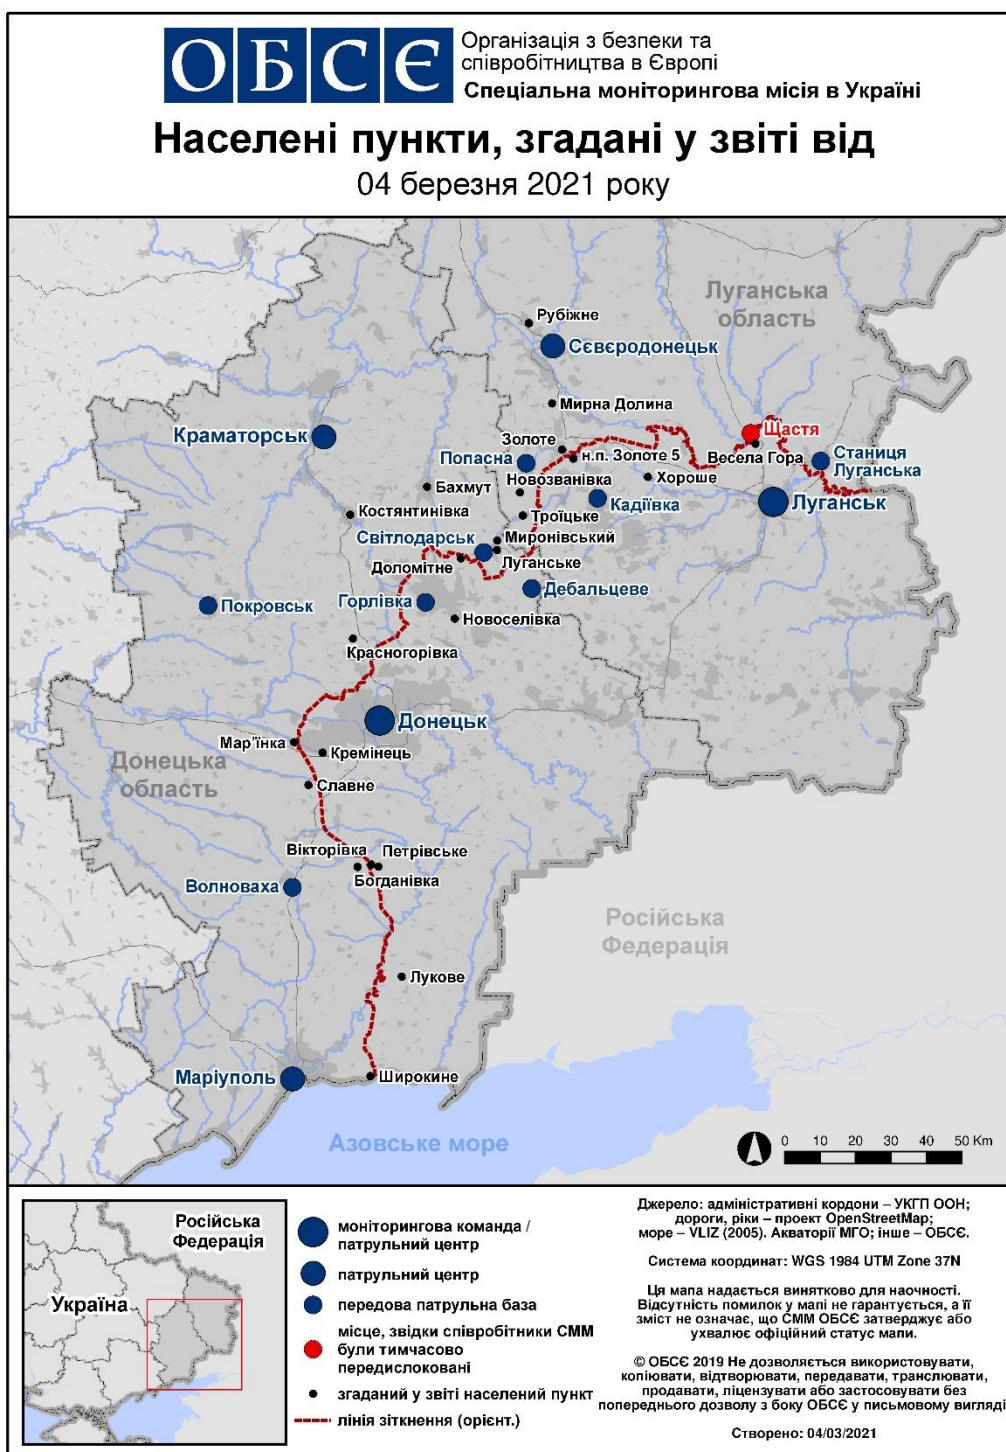 ОБСЄ
Організація з безпеки та
співробітництва в Європі
Спеціальна моніторингова місія в Україні
Населені пункти, згадані у звіті від
04 березня 2021 року
Луганська
область
Рубіжне
Сєвєродонецьк
Мирна Долина
Щастя
Краматорськ
Золоте
Весела Гора
Станиця
Луганська
Попасна
н.п. Золоте 5
Бахмут
Новозванівка
Хороше
Кадіївка
Луганськ
Костянтинівка
Троїцьке
Світлодарськ
Миронівський
Доломітне
Луганське
Дебальцеве
Покровськ
Горлівка
Новоселівка
Красногорівка
Донецьк
Мар'їнка
Кремінець
Донецька
область
Славне
Вікторівка
Петрівське
Богданівка
Волноваха
Російська
Федерація
Лукове
Маріуполь
Широкине
Азовське море
0 10 20 30 40 50 Km
Російська
Федерація
Україна
моніторингова команда /
патрульний центр
патрульний центр
передова патрульна база
місце, звідки співробітники СММ
були тимчасово
передислоковані
згаданий у звіті населений пункт
лінія зіткнення (орієнт.)
Джерело: адміністративні кордони – УКГП ООН;
дороги, ріки – проект OpenStreetMap;
море – VLIZ (2005). Акваторії МГО; інше – ОБСЄ.
Система координат: WGS 1984 UTM Zone 37N
Ця мапа надається винятково для наочності.
Відсутність помилок у мапі не гарантується, а її
зміст не означає, що СММ ОБСЄ затверджує або
ухвалює офіційний статус мапи.
© ОБСЄ 2019 Не дозволяється використовувати,
копіювати, відтворювати, передавати, транслювати,
продавати, ліцензувати або застосовувати без
попереднього дозволу з боку ОБСЄ у письмовому вигляді
Створено: 04/03/2021